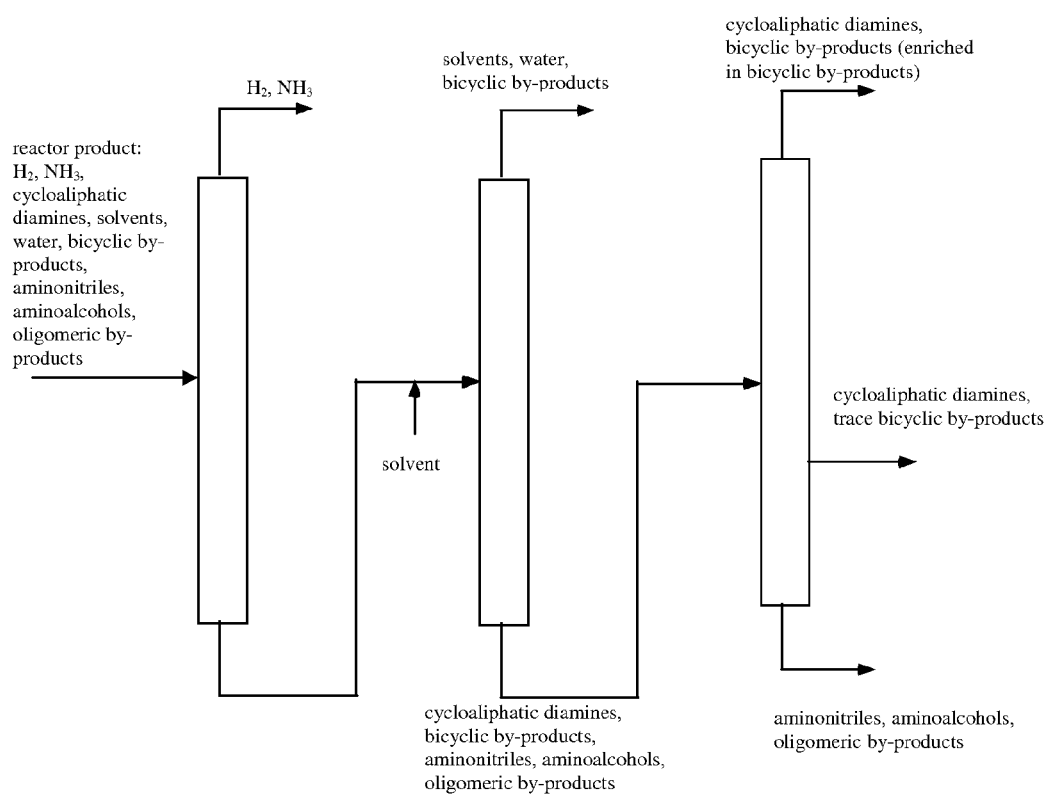 cycloaliphatic diamines,
bicyclic by-products (enriched
in bicyclic by-products)
solvents, water,
bicyclic by-products
H₂, NH₃
reactor product:
H₂, NH₃,
cycloaliphatic
diamines, solvents,
water, bicyclic by-
products,
aminonitriles,
aminoalcohols,
oligomeric by-
products
cycloaliphatic diamines,
trace bicyclic by-products
solvent
cycloaliphatic diamines,
bicyclic by-products,
aminonitriles, aminoalcohols,
oligomeric by-products
aminonitriles, aminoalcohols,
oligomeric by-products